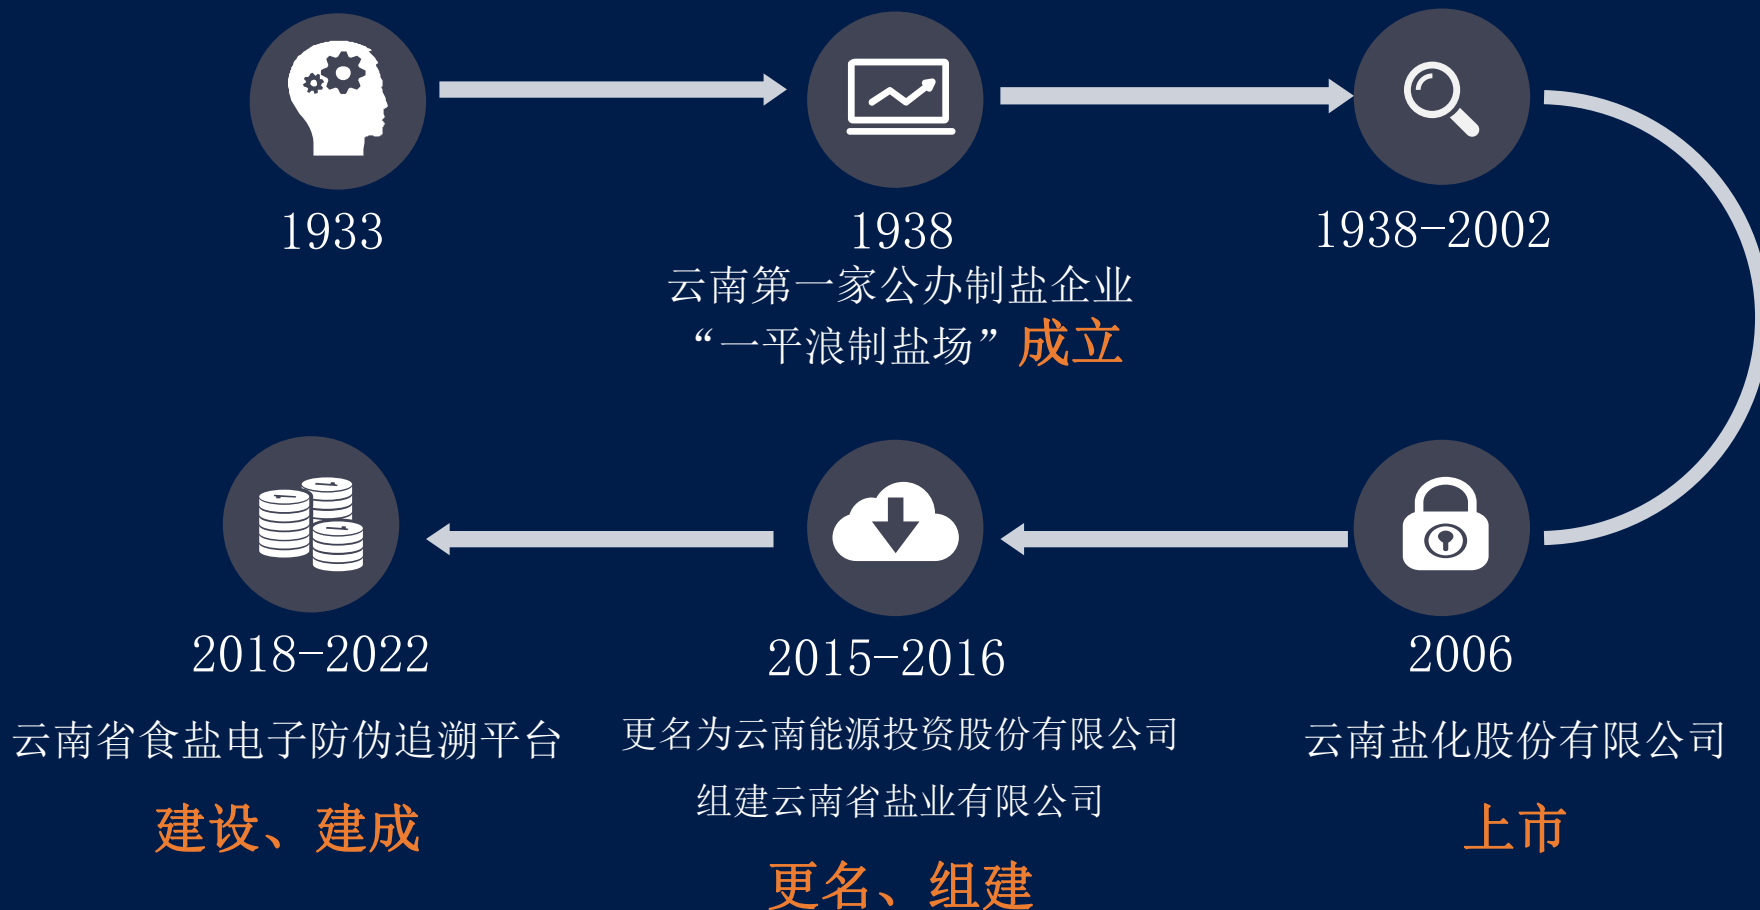 1933
1938
云南第一家公办制盐企业
“一平浪制盐场”成立
1938-2002
2006
云南盐化股份有限公司
上市
2015-2016
更名为云南能源投资股份有限公司
组建云南省盐业有限公司
更名、组建
2018-2022
云南省食盐电子防伪追溯平台
建设、建成